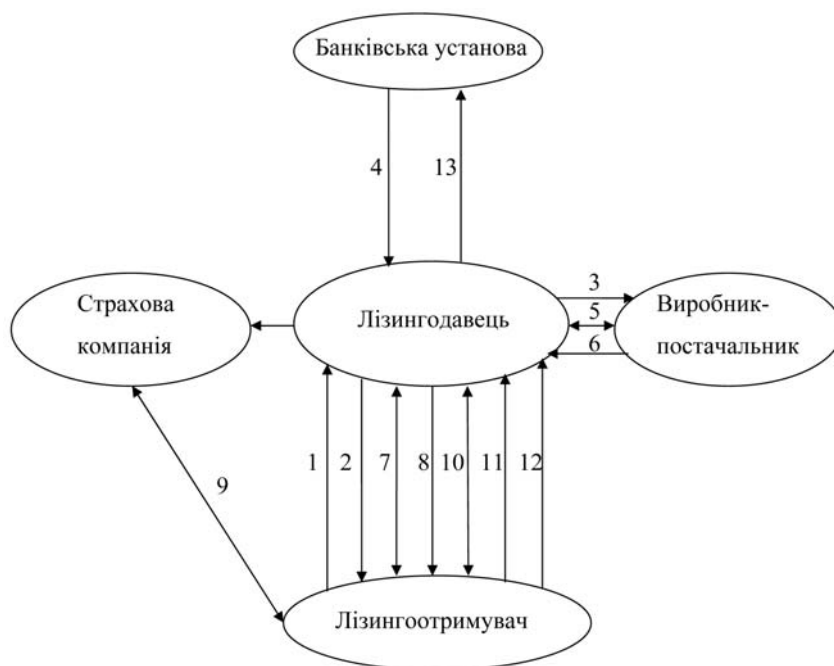 Банківська установа
4
13
3
Страхова
компанія
Лізингодавець
5
Виробник-
постачальник
6
1
2
7
8
10
11
12
9
Лізингоотримувач